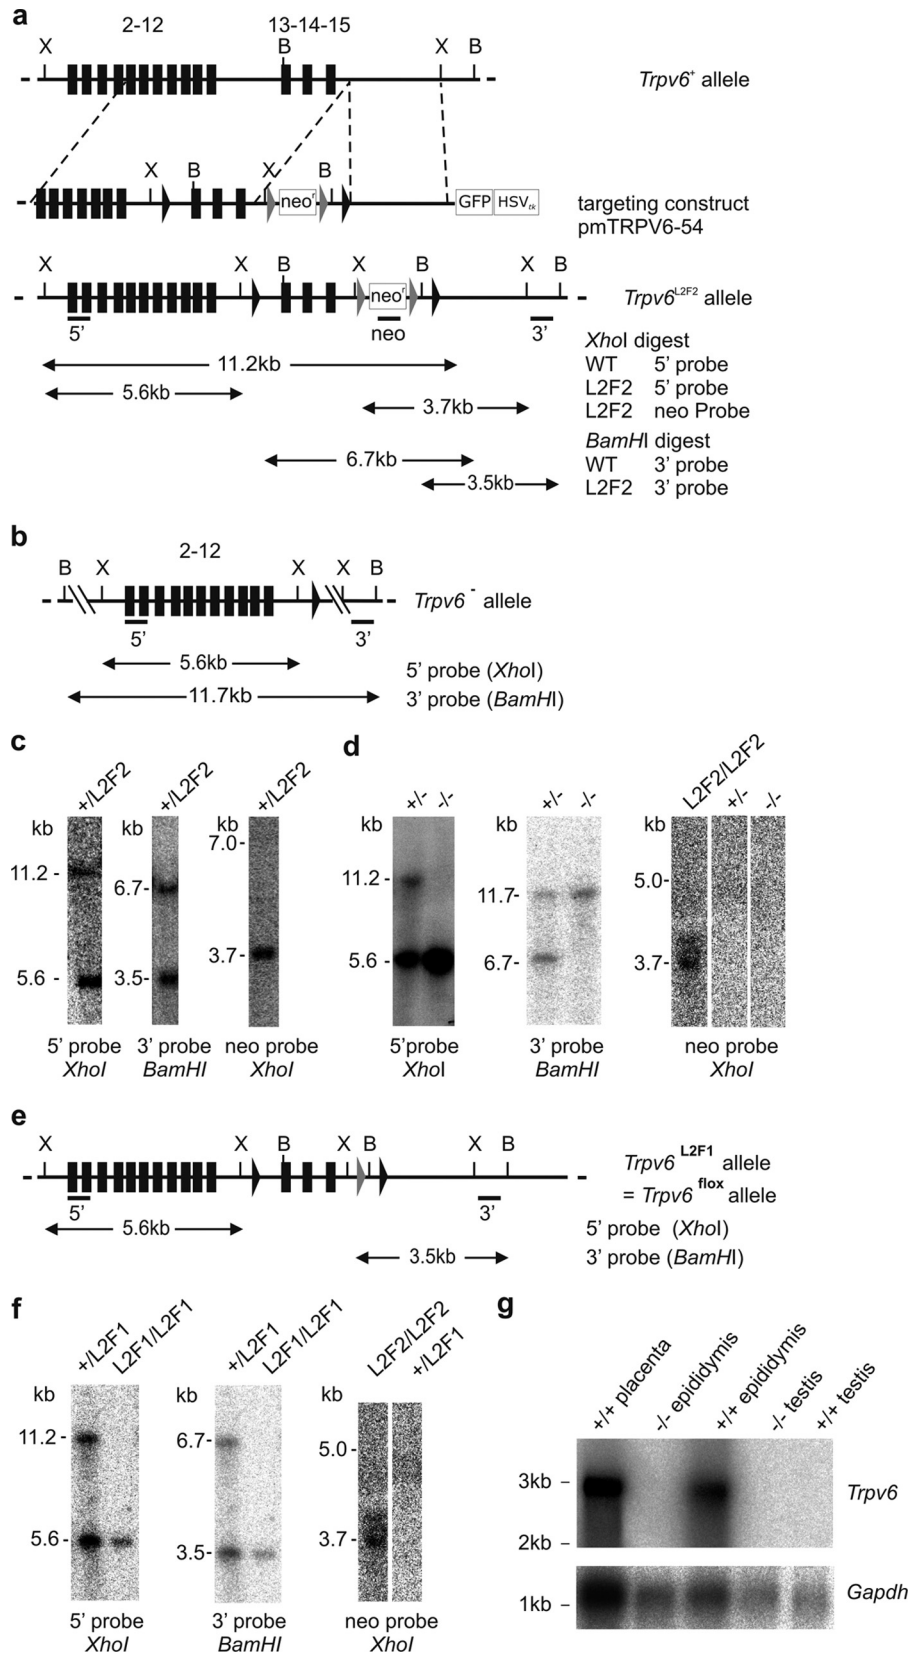 a
2-12
13-14-15
X B X B
Trpv6+ allele
X B X B
neor
GFP HSVtk
targeting construct
pmTRPV6-54
X X B X B X B
neor
Trpv6L2F2 allele
5’ neo 3’
XhoI digest
11.2kb WT 5’ probe
5.6kb L2F2 5’ probe
3.7kb L2F2 neo Probe
BamHI digest
6.7kb WT 3’ probe
3.5kb L2F2 3’ probe
b
2-12
B X X X B
Trpv6 - allele
5’ 3’
5.6kb 5’ probe (XhoI)
11.7kb 3’ probe (BamHI)
c
+/L2F2 +/L2F2 +/L2F2
kb kb kb
7.0-
11.2 -
6.7-
3.7-
5.6 -
3.5-
5’ probe 3’ probe neo probe
XhoI BamHI XhoI
d
+/- -/- +/- -/- L2F2/L2F2 +/- -/-
kb kb kb
11.2 -
5.0-
11.7-
5.6 -
6.7-
3.7-
5’probe 3’ probe neo probe
XhoI BamHI XhoI
e
X X B X B X B
Trpv6 L2F1 allele
= Trpv6 flox allele
5’ 3’
5.6kb 5’ probe (XhoI)
3.5kb 3’ probe (BamHI)
f
+/L2F1 L2F1/L2F1 +/L2F1 L2F1/L2F1 L2F2/L2F2 +/L2F1
kb kb kb
11.2 -
6.7-
5.0-
5.6 -
3.5-
3.7-
5’ probe 3’ probe neo probe
XhoI BamHI XhoI
g
+/+ placenta -/- epididymis +/+ epididymis -/- testis +/+ testis
3kb –
Trpv6
2kb –
1kb –
Gapdh